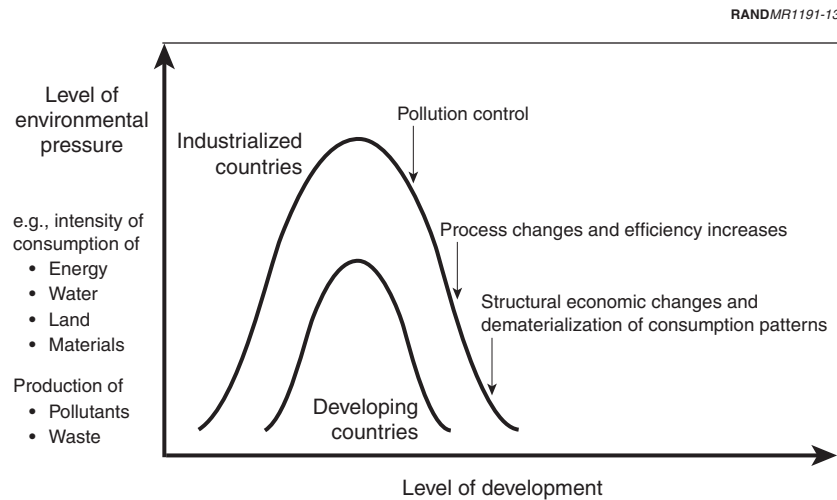 RANDMR1191-13
Level of
environmental
pressure
Industrialized
countries
Pollution control
e.g., intensity of
consumption of
• Energy
• Water
• Land
• Materials
Process changes and efficiency increases
Structural economic changes and
dematerialization of consumption patterns
Production of
• Pollutants
• Waste
Developing
countries
Level of development